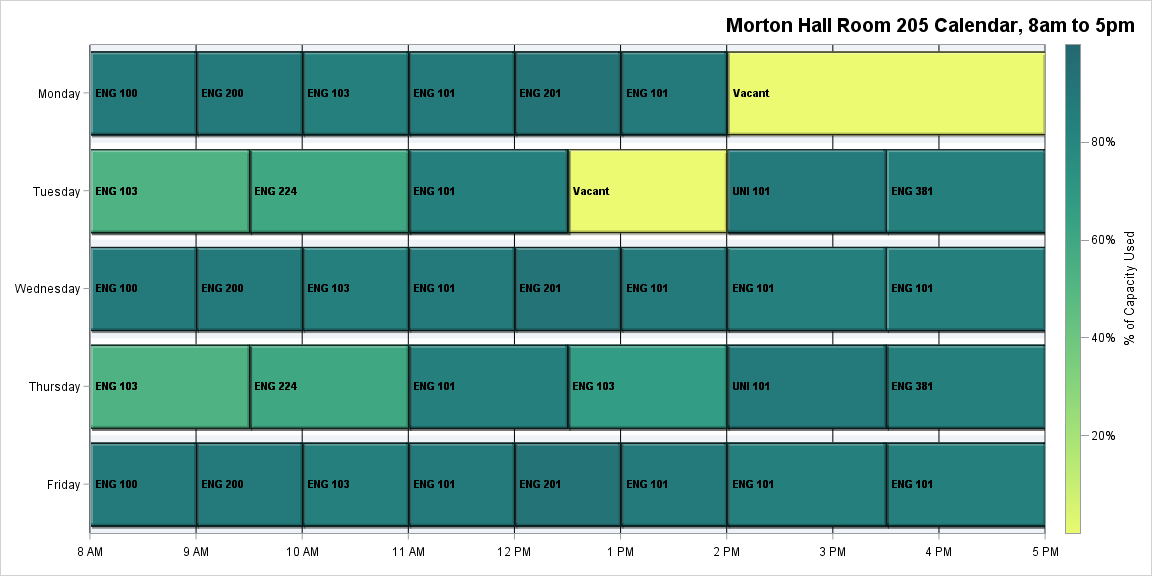 Morton Hall Room 205 Calendar, 8am to 5pm
Monday ENG 100 ENG 200 ENG 103 ENG 101 ENG 201 ENG 101 Vacant
80%
Tuesday ENG 103 ENG 224 ENG 101 Vacant UNI 101 ENG 381
60%
% of Capacity Used
Wednesday ENG 100 ENG 200 ENG 103 ENG 101 ENG 201 ENG 101 ENG 101 ENG 101
40%
Thursday ENG 103 ENG 224 ENG 101 ENG 103 UNI 101 ENG 381
20%
Friday ENG 100 ENG 200 ENG 103 ENG 101 ENG 201 ENG 101 ENG 101 ENG 101
8 AM 9 AM 10 AM 11 AM 12 PM 1 PM 2 PM 3 PM 4 PM 5 PM